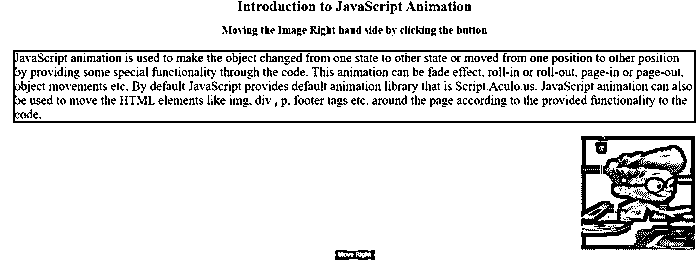 Introduction to JavaScript Animation
Moving the Image Right hand side by clicking the button
JavaScript animation is used to make the object changed from one state to other state or moved from one position to other position
by providing some special functionality through the code. This animation can be fade effect, roll-in or roll-out, page-in or page-out,
object movements etc. By default JavaScript provides default animation library that is Script.Aculo.us. JavaScript animation can also
be used to move the HTML elements like img, div , p, footer tags etc. around the page according to the provided functionality to the
code.
Move Right